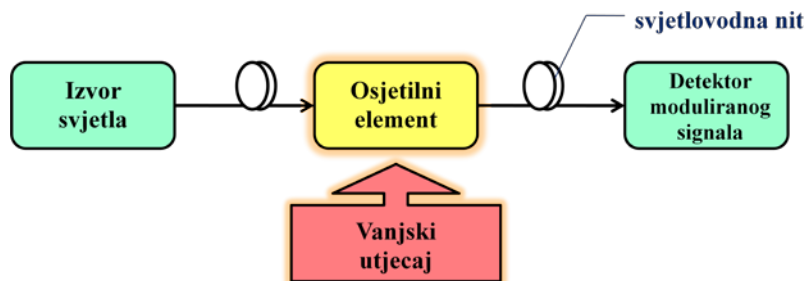 svjetlovodna nit
Izvor
svjetla
Osjetilni
element
Detektor
moduliranog
signala
Vanjski
utjecaj